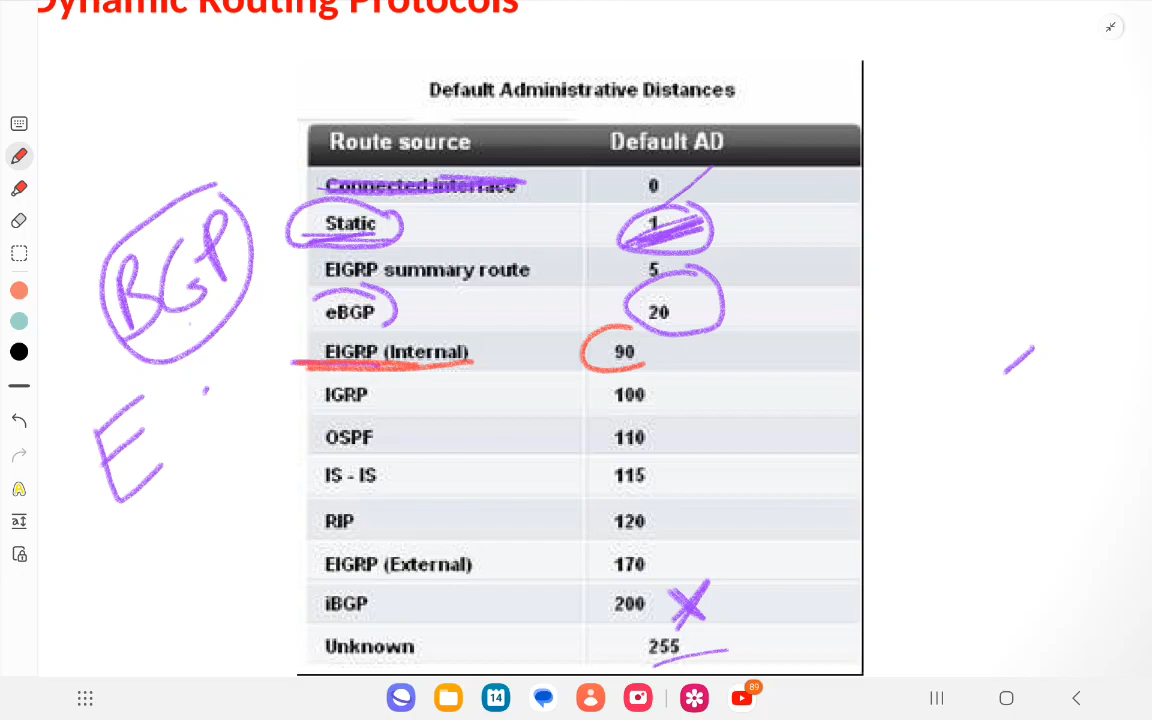 Dynamic Routing Protocols
Default Administrative Distances
Route source Default AD
Connected interface 0
Static 1
EIGRP summary route 5
eBGP 20
EIGRP (Internal) 90
IGRP 100
OSPF 110
IS - IS 115
RIP 120
EIGRP (External) 170
iBGP 200
Unknown 255
BGP
E
14
89